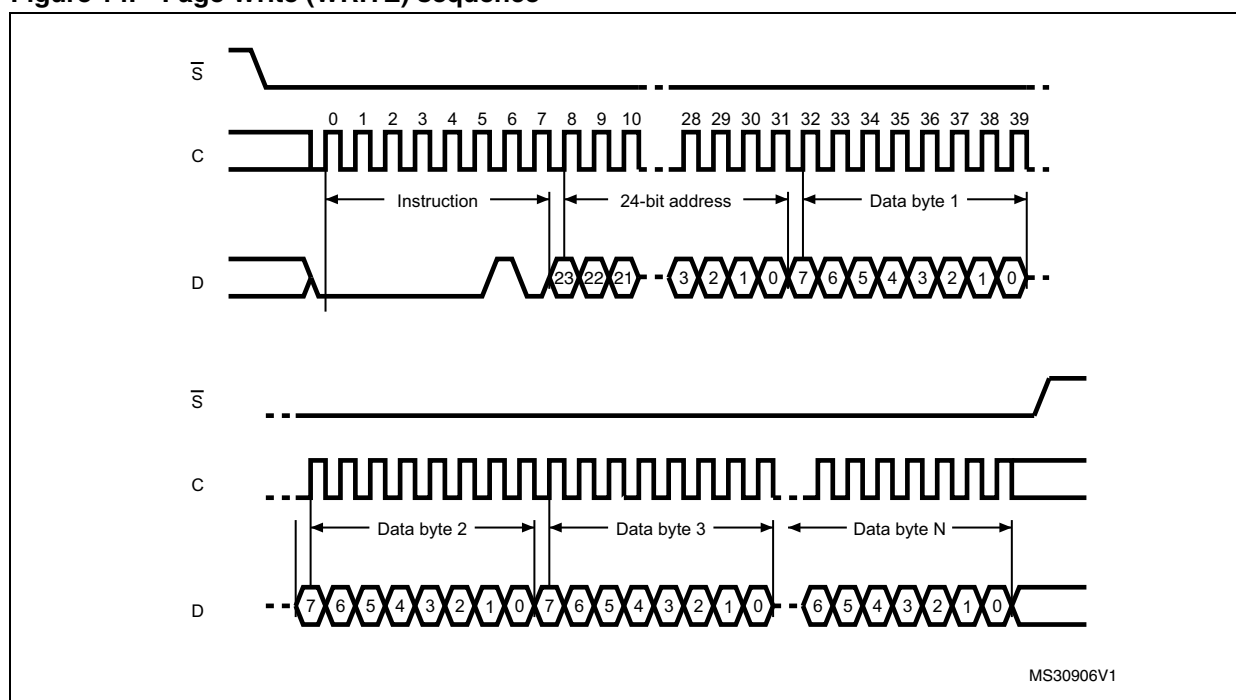 S
0 1 2 3 4 5 6 7 8 9 10 28 29 30 31 32 33 34 35 36 37 38 39
C
Instruction 24-bit address Data byte 1
D 23 22 21 3 2 1 0 7 6 5 4 3 2 1 0
S
C
Data byte 2 Data byte 3 Data byte N
D 7 6 5 4 3 2 1 0 7 6 5 4 3 2 1 0 6 5 4 3 2 1 0
MS30906V1